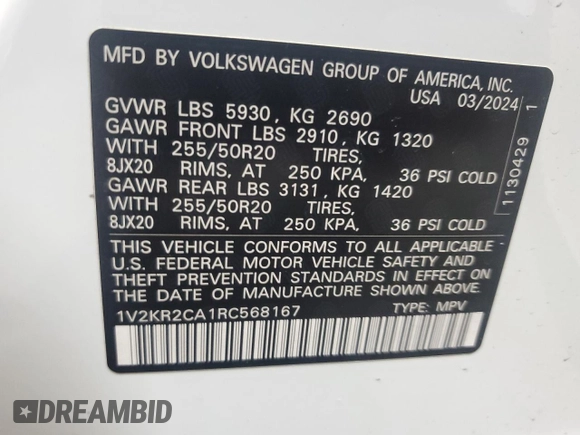 MFD BY VOLKSWAGEN GROUP OF AMERICA, INC.
USA 03/2024
GVWR LBS 5930, KG 2690
GAWR FRONT LBS 2910, KG 1320
WITH 255/50R20 TIRES,
8JX20 RIMS, AT 250 KPA, 36 PSI COLD
GAWR REAR LBS 3131, KG 1420
WITH 255/50R20 TIRES,
8JX20 RIMS, AT 250 KPA, 36 PSI COLD
THIS VEHICLE CONFORMS TO ALL APPLICABLE
U.S. FEDERAL MOTOR VEHICLE SAFETY AND
THEFT PREVENTION STANDARDS IN EFFECT ON
THE DATE OF MANUFACTURE SHOWN ABOVE.
1V2KR2CA1RC568167 TYPE: MPV
1130429 1
DREAMBID